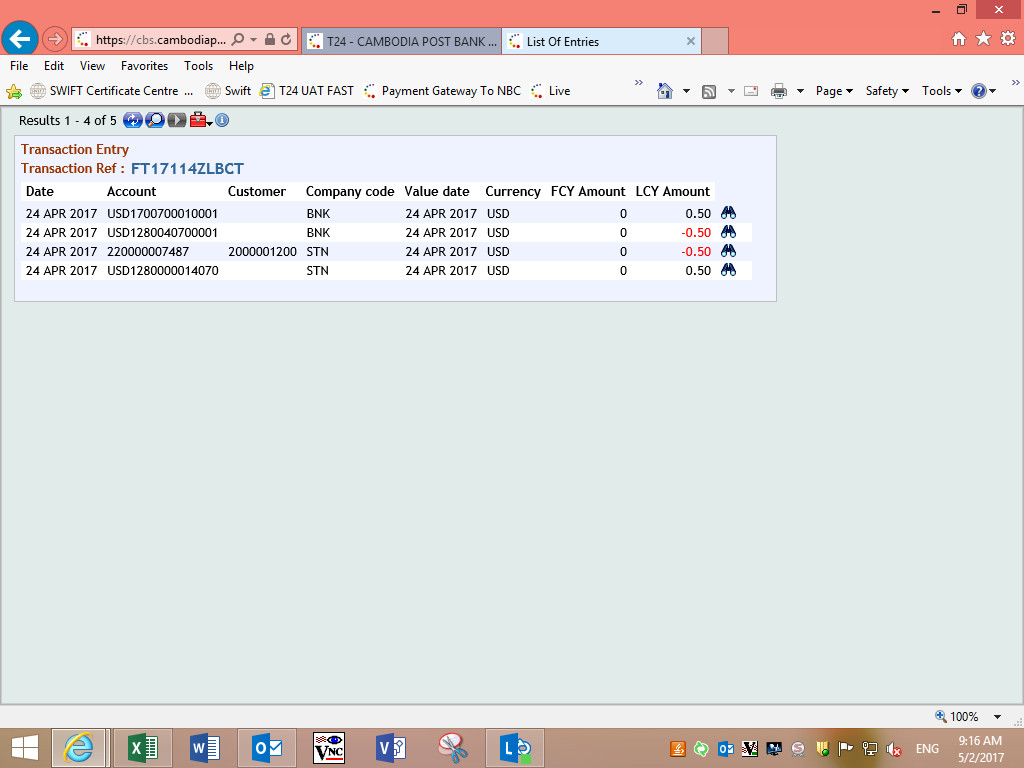 https://cbs.cambodiap...
T24 - CAMBODIA POST BANK ...
List Of Entries
File Edit View Favorites Tools Help
SWIFT Certificate Centre ... Swift T24 UAT FAST Payment Gateway To NBC Live Page Safety Tools
Results 1 - 4 of 5
Transaction Entry
Transaction Ref : FT17114ZLBCT
Date Account Customer Company code Value date Currency FCY Amount LCY Amount
24 APR 2017 USD1700700010001 BNK 24 APR 2017 USD 0 0.50
24 APR 2017 USD1280040700001 BNK 24 APR 2017 USD 0 -0.50
24 APR 2017 220000007487 2000001200 STN 24 APR 2017 USD 0 -0.50
24 APR 2017 USD1280000014070 STN 24 APR 2017 USD 0 0.50
100%
ENG
9:16 AM
5/2/2017